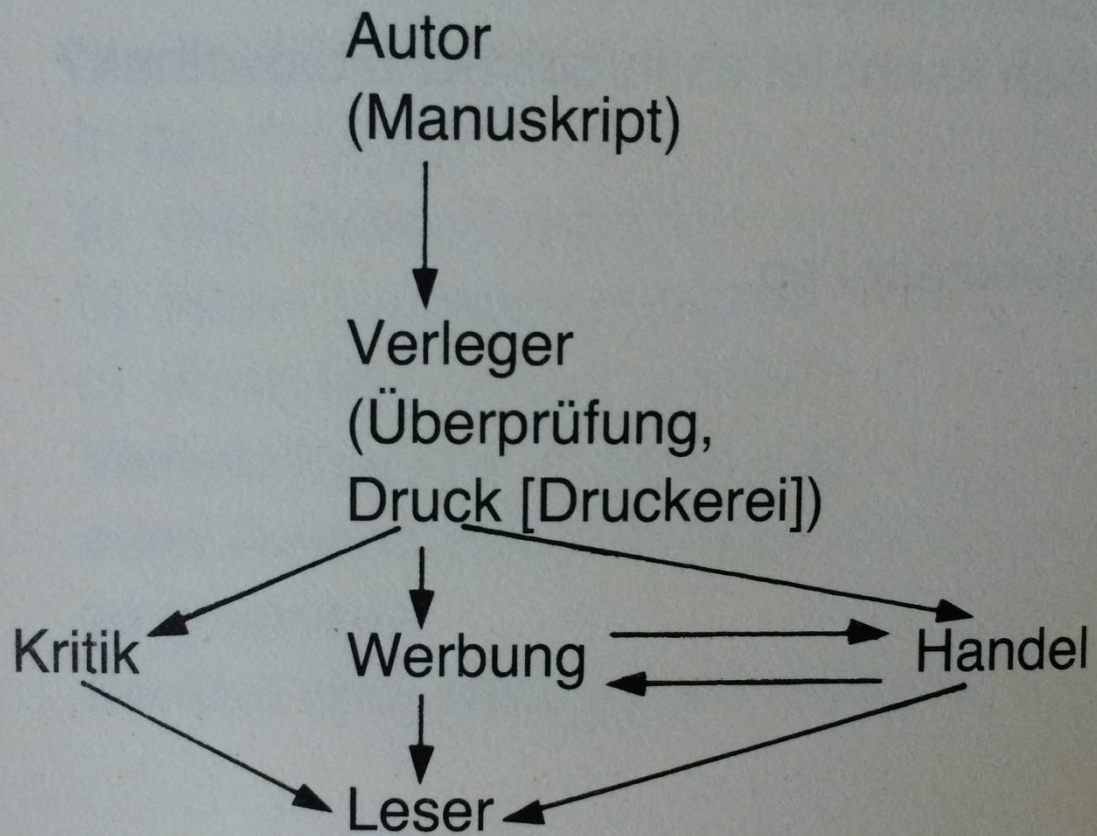 Autor
(Manuskript)
Verleger
(Überprüfung,
Druck [Druckerei])
Kritik Werbung Handel
Leser